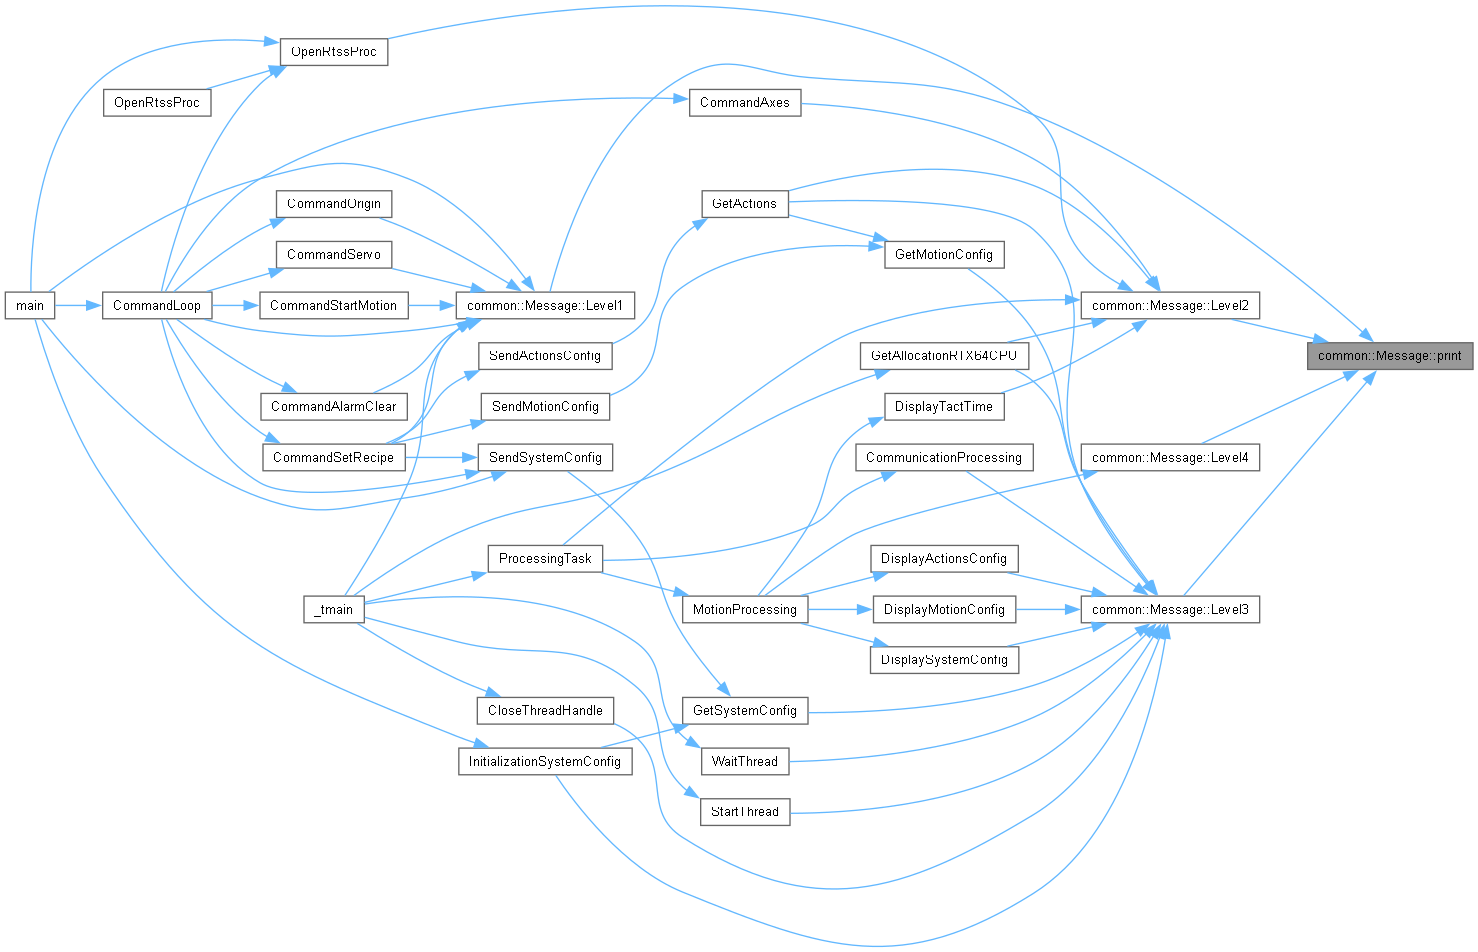 OpenRtssProc
OpenRtssProc
CommandAxes
CommandOrigin
GetActions
CommandServo
GetMotionConfig
main
CommandLoop
CommandStartMotion
common::Message::Level1
common::Message::Level2
SendActionsConfig
GetAllocationRTX64CPU
common::Message::print
CommandAlarmClear
SendMotionConfig
DisplayTactTime
CommandSetRecipe
SendSystemConfig
CommunicationProcessing
common::Message::Level4
ProcessingTask
DisplayActionsConfig
_tmain
MotionProcessing
DisplayMotionConfig
common::Message::Level3
DisplaySystemConfig
CloseThreadHandle
GetSystemConfig
InitializationSystemConfig
WaitThread
StartThread